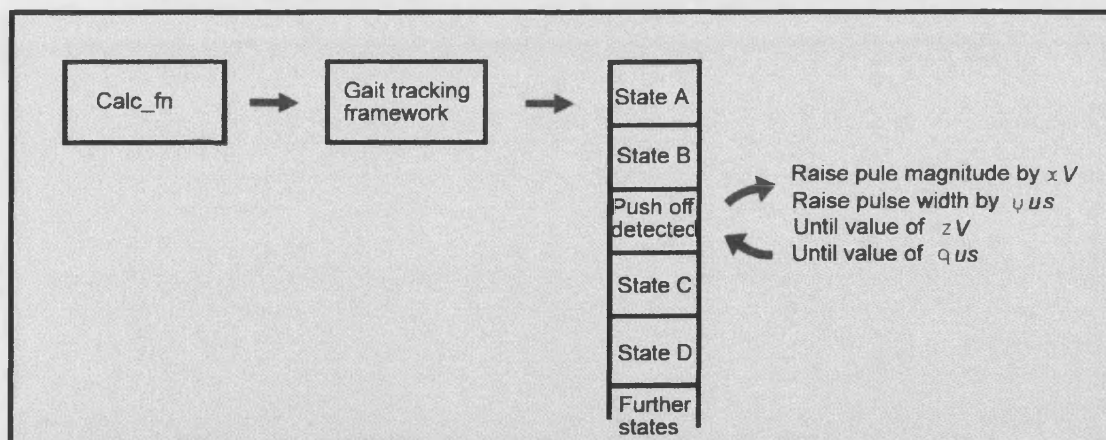 Calc_fn
Gait tracking
framework
State A
State B
Push off
detected
State C
State D
Further
states
Raise pule magnitude by x V
Raise pulse width by y us
Until value of z V
Until value of q us